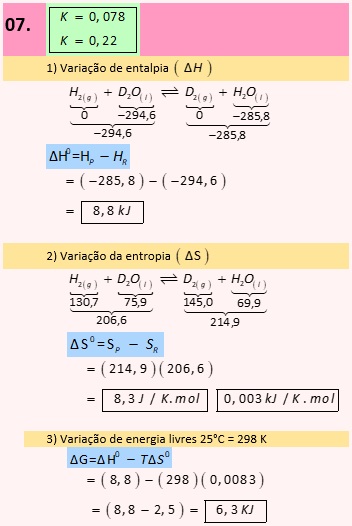 07.
K = 0,078
K = 0,22
1) Variação de entalpia ( ΔH )
H₂₍g₎ + D₂O₍l₎ ⇌ D₂₍g₎ + H₂O₍l₎
0 −294,6 0 −285,8
−294,6 −285,8
ΔH⁰=Hₚ − H_R
= ( −285, 8 ) − ( −294, 6 )
= 8, 8 kJ
2) Variação da entropia ( ΔS )
H₂₍g₎ + D₂O₍l₎ ⇌ D₂₍g₎ + H₂O₍l₎
130,7 75,9 145,0 69,9
206,6 214,9
ΔS⁰=Sₚ − S_R
= ( 214, 9 ) ( 206, 6 )
= 8, 3 J / K. mol 0, 003 kJ / K. mol
3) Variação de energia livres 25°C = 298 K
ΔG=ΔH⁰ − TΔS⁰
= ( 8, 8 ) − ( 298 ) ( 0, 0083 )
= ( 8, 8 − 2, 5 ) = 6, 3 KJ